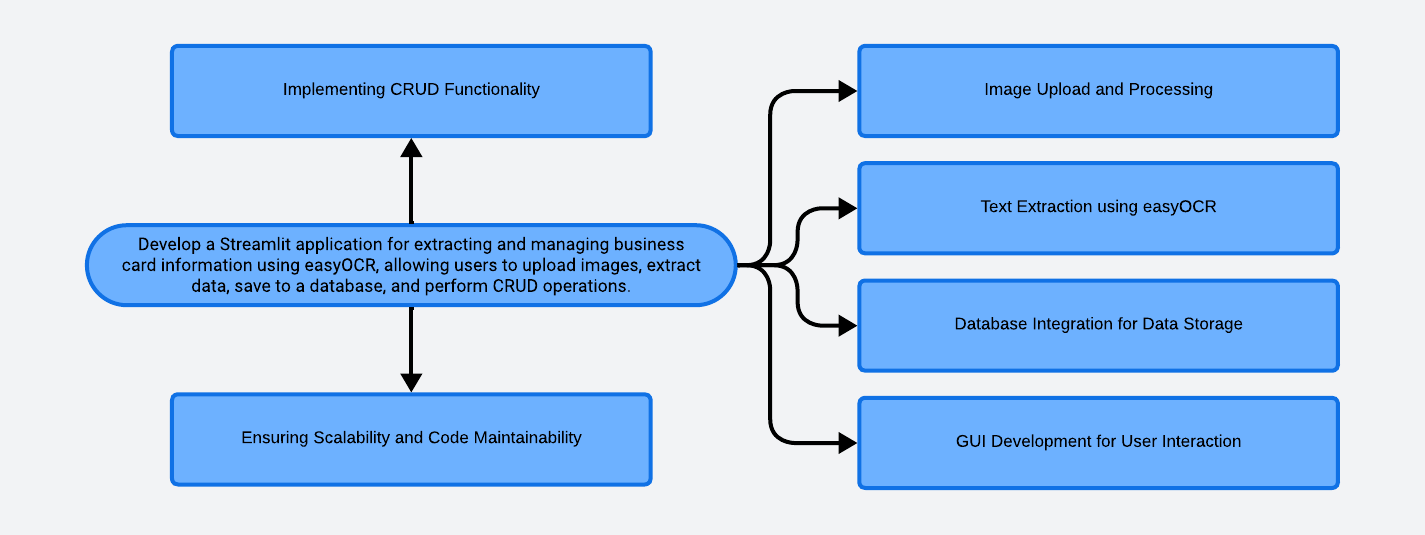 Implementing CRUD Functionality
Develop a Streamlit application for extracting and managing business
card information using easyOCR, allowing users to upload images, extract
data, save to a database, and perform CRUD operations.
Ensuring Scalability and Code Maintainability
Image Upload and Processing
Text Extraction using easyOCR
Database Integration for Data Storage
GUI Development for User Interaction